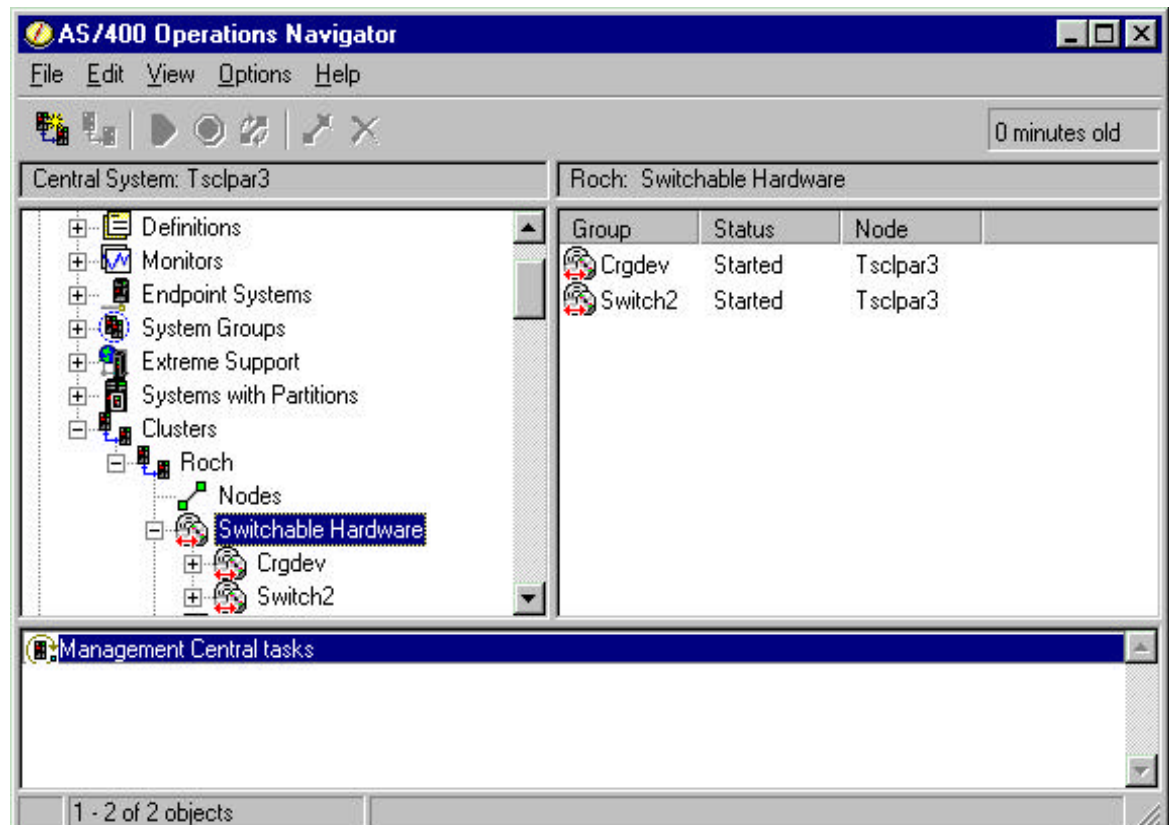 AS/400 Operations Navigator
File Edit View Options Help
0 minutes old
Central System: Tsclpar3
Roch: Switchable Hardware
Definitions
Monitors
Endpoint Systems
System Groups
Extreme Support
Systems with Partitions
Clusters
Roch
Nodes
Switchable Hardware
Crgdev
Switch2
Group Status Node
Crgdev Started Tsclpar3
Switch2 Started Tsclpar3
Management Central tasks
1 - 2 of 2 objects